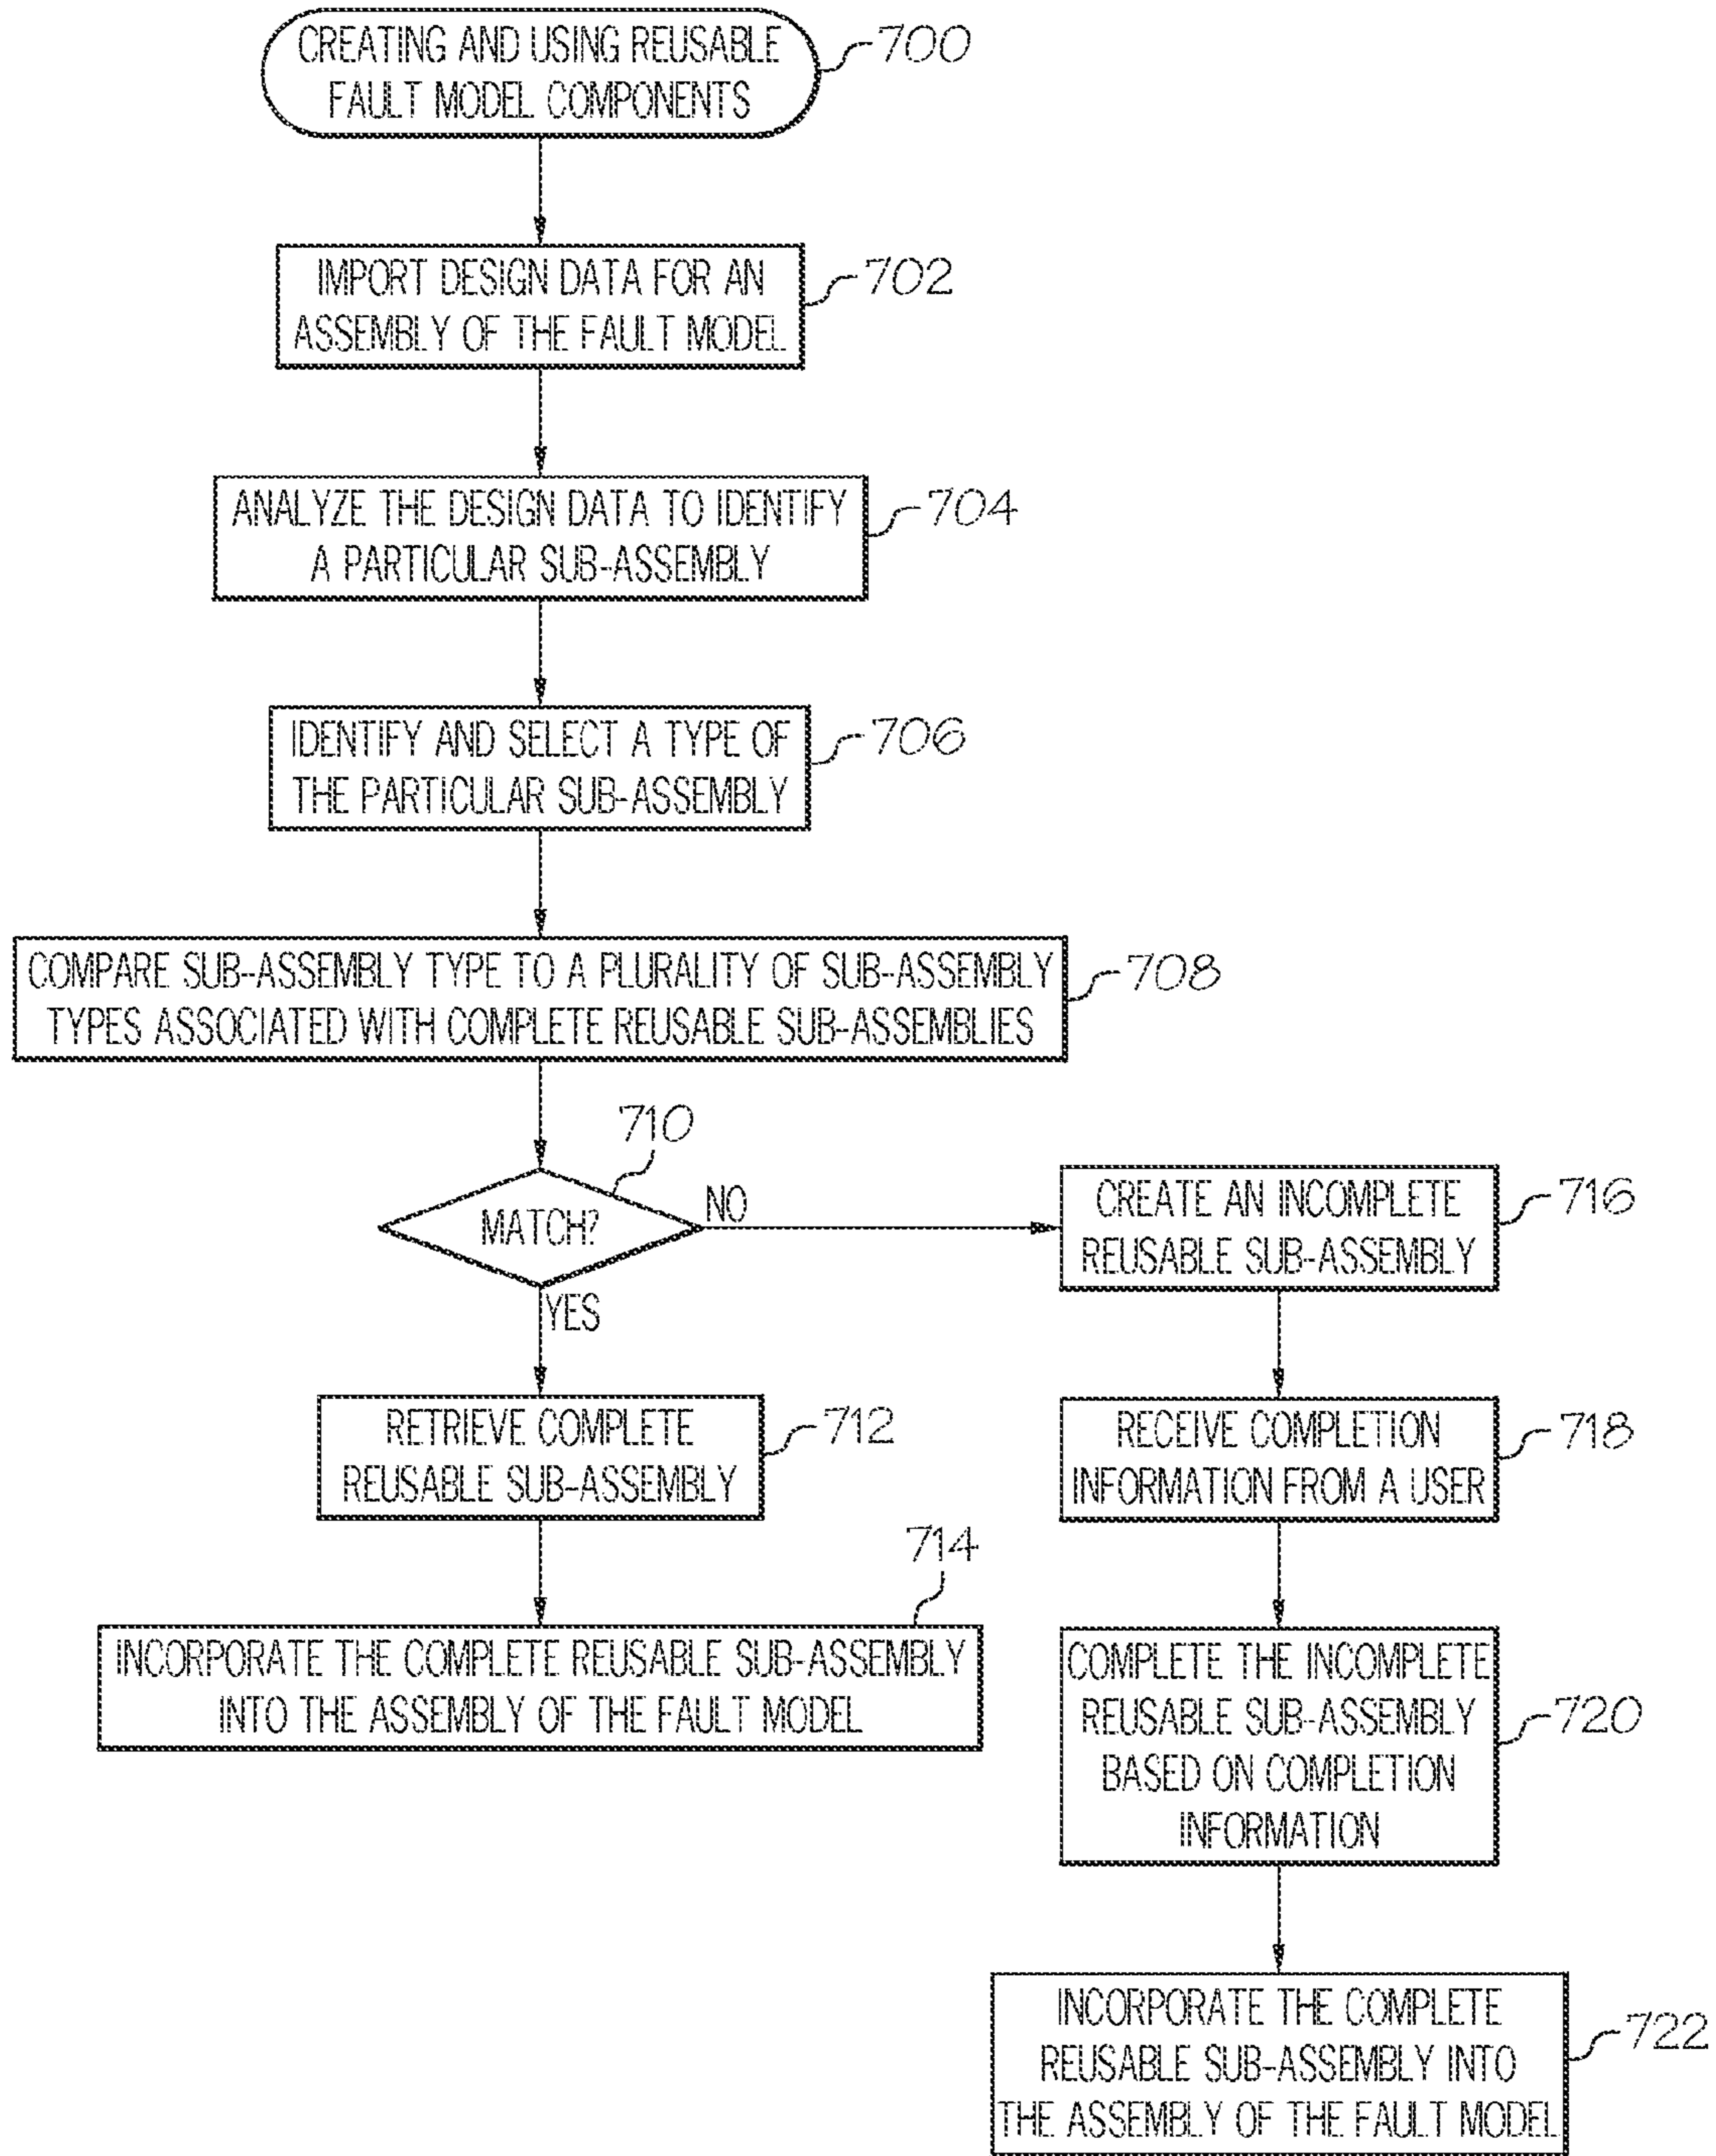 CREATING AND USING REUSABLE
FAULT MODEL COMPONENTS
700
IMPORT DESIGN DATA FOR AN
ASSEMBLY OF THE FAULT MODEL
702
ANALYZE THE DESIGN DATA TO IDENTIFY
A PARTICULAR SUB-ASSEMBLY
704
IDENTIFY AND SELECT A TYPE OF
THE PARTICULAR SUB-ASSEMBLY
706
COMPARE SUB-ASSEMBLY TYPE TO A PLURALITY OF SUB-ASSEMBLY
TYPES ASSOCIATED WITH COMPLETE REUSABLE SUB-ASSEMBLIES
708
710
MATCH?
NO
YES
RETRIEVE COMPLETE
REUSABLE SUB-ASSEMBLY
712
714
INCORPORATE THE COMPLETE REUSABLE SUB-ASSEMBLY
INTO THE ASSEMBLY OF THE FAULT MODEL
CREATE AN INCOMPLETE
REUSABLE SUB-ASSEMBLY
716
RECEIVE COMPLETION
INFORMATION FROM A USER
718
COMPLETE THE INCOMPLETE
REUSABLE SUB-ASSEMBLY
BASED ON COMPLETION
INFORMATION
720
INCORPORATE THE COMPLETE
REUSABLE SUB-ASSEMBLY INTO
THE ASSEMBLY OF THE FAULT MODEL
722